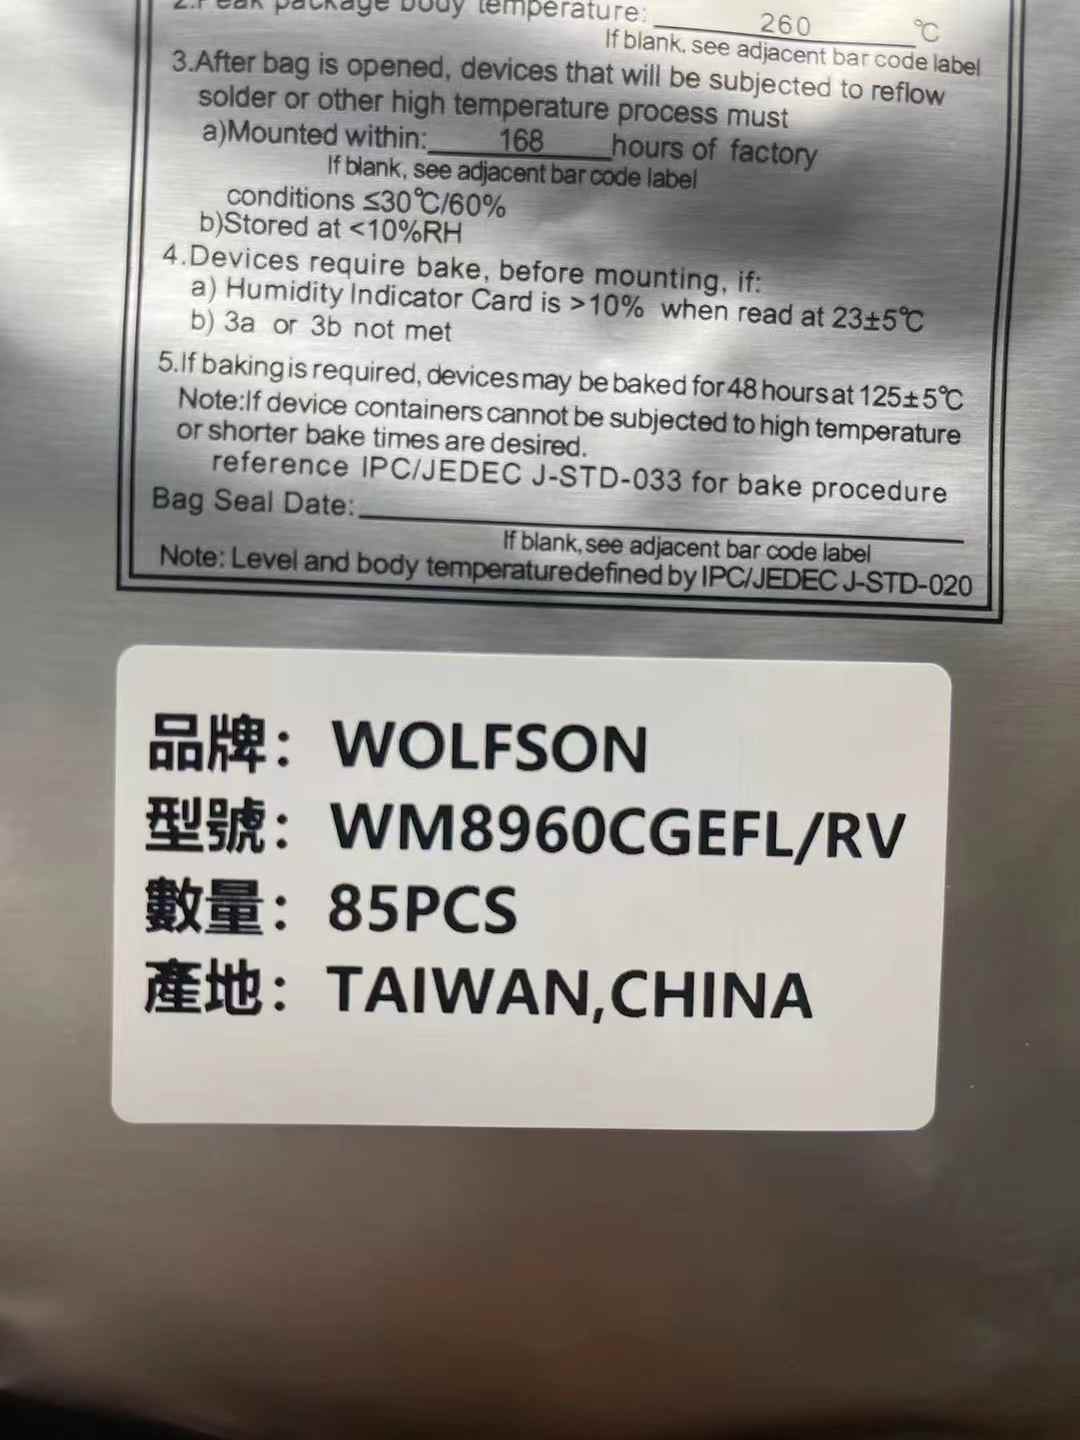 2.Peak package body temperature: 260 ℃
If blank, see adjacent bar code label
3.After bag is opened, devices that will be subjected to reflow
solder or other high temperature process must
a)Mounted within: 168 hours of factory
If blank, see adjacent bar code label
conditions ≤30℃/60%
b)Stored at <10%RH
4.Devices require bake, before mounting, if:
a) Humidity Indicator Card is >10% when read at 23±5℃
b) 3a or 3b not met
5.If baking is required, devices may be baked for 48 hours at 125±5℃
Note:If device containers cannot be subjected to high temperature
or shorter bake times are desired.
reference IPC/JEDEC J-STD-033 for bake procedure
Bag Seal Date:
If blank, see adjacent bar code label
Note: Level and body temperature defined by IPC/JEDEC J-STD-020
品牌：WOLFSON
型號：WM8960CGEFL/RV
數量：85PCS
產地：TAIWAN,CHINA